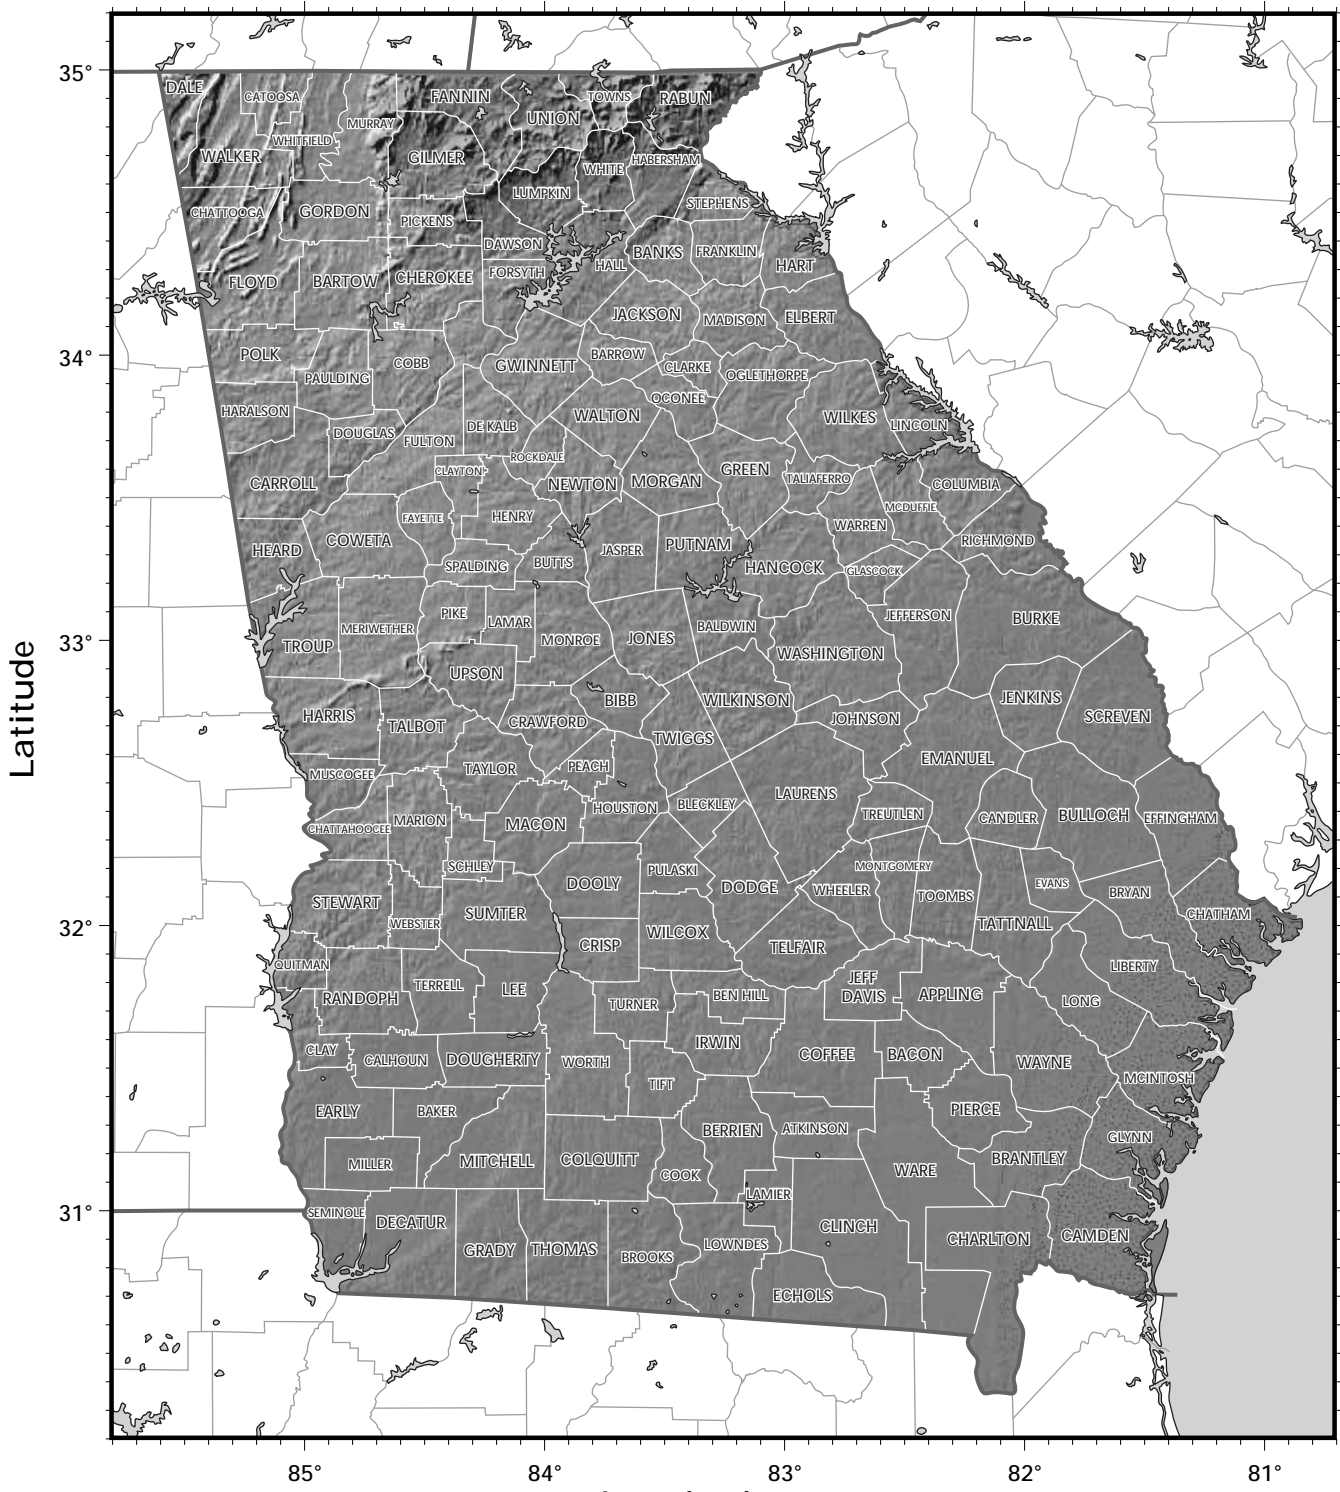 35°
DALE
CATOOSA
FANNIN
TOWNS
RABUN
UNION
MURRAY
WHITFIELD
WALKER
GILMER
WHITE
HABERSHAM
LUMPKIN
STEPHENS
CHATTOOGA
GORDON
PICKENS
DAWSON
BANKS
FRANKLIN
HART
HALL
FORSYTH
FLOYD
BARTOW
CHEROKEE
JACKSON
MADISON
ELBERT
34°
POLK
COBB
GWINNETT
BARROW
CLARKE
OGLETHORPE
PAULDING
OCONEE
HARALSON
WALTON
WILKES
LINCOLN
DOUGLAS
FULTON
DE KALB
ROCKDALE
CLAYTON
GREEN
TALIAFERRO
CARROLL
NEWTON
MORGAN
COLUMBIA
MCDUFFIE
FAYETTE
HENRY
WARREN
COWETA
RICHMOND
HEARD
JASPER
PUTNAM
SPALDING
BUTTS
HANCOCK
GLASCOCK
PIKE
LAMAR
JEFFERSON
BURKE
MERIWETHER
BALDWIN
33°
TROUP
MONROE
JONES
WASHINGTON
UPSON
BIBB
WILKINSON
JENKINS
HARRIS
TALBOT
CRAWFORD
JOHNSON
SCREVEN
TWIGGS
Latitude
MUSCOGEE
TAYLOR
PEACH
EMANUEL
HOUSTON
BLECKLEY
LAURENS
TREUTLEN
CANDLER
BULLOCH
EFFINGHAM
CHATTAHOOCEE
MARION
MACON
SCHLEY
PULASKI
MONTGOMERY
DOOLY
DODGE
WHEELER
TOOMBS
EVANS
BRYAN
STEWART
WEBSTER
SUMTER
TATTNALL
CHATHAM
32°
CRISP
WILCOX
TELFAIR
QUITMAN
LIBERTY
RANDOPH
TERRELL
LEE
TURNER
BEN HILL
JEFF
DAVIS
APPLING
LONG
CLAY
CALHOUN
DOUGHERTY
WORTH
IRWIN
COFFEE
BACON
WAYNE
TIFT
MCINTOSH
EARLY
BAKER
PIERCE
BERRIEN
ATKINSON
GLYNN
MILLER
MITCHELL
COLQUITT
COOK
WARE
BRANTLEY
LAMIER
31°
SEMINOLE
DECATUR
CLINCH
CHARLTON
CAMDEN
GRADY
THOMAS
BROOKS
LOWNDES
ECHOLS
85°
84°
83°
82°
81°